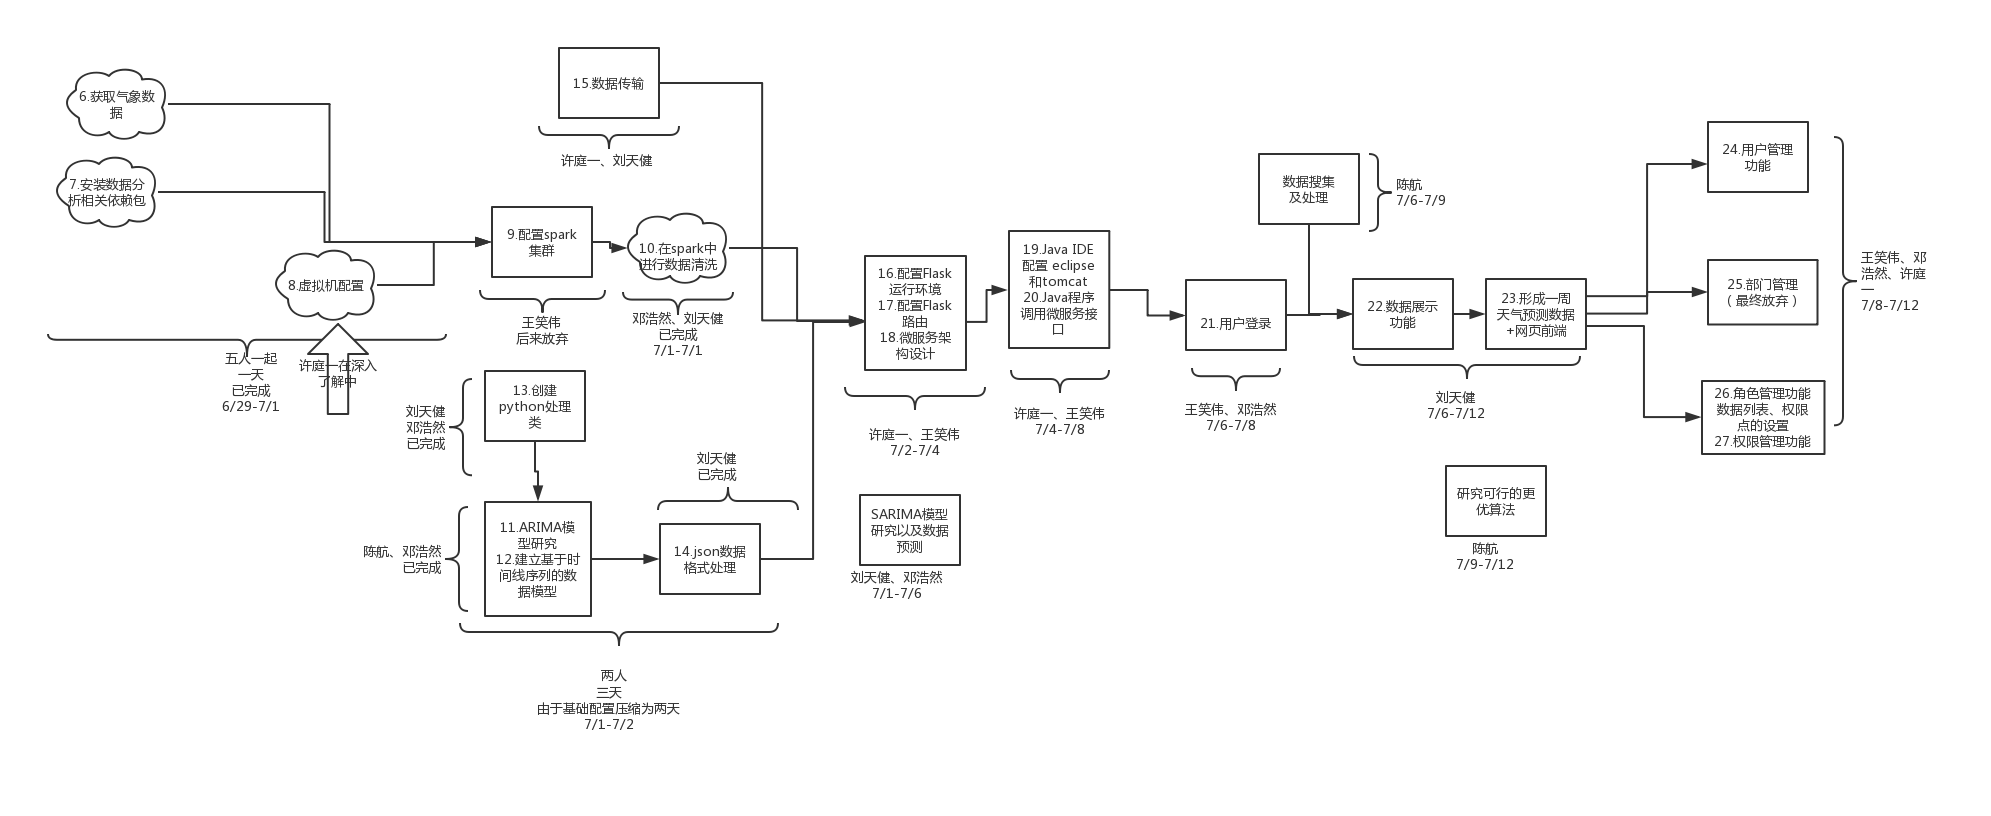 6.获取气象数
据
7.安装数据分
析相关依赖包
8.虚拟机配置
五人一起
一天
已完成
6/29-7/1
许庭一在深入
了解中
15.数据传输
许庭一、刘天健
9.配置spark
集群
王笑伟
后来放弃
10.在spark中
进行数据清洗
邓浩然、刘天健
已完成
7/1-7/1
13.创建
python处理
类
刘天健
邓浩然
已完成
11.ARIMA模
型研究
12.建立基于时
间线序列的数
据模型
陈航、邓浩然
已完成
刘天健
已完成
14.json数据
格式处理
两人
三天
由于基础配置压缩为两天
7/1-7/2
16.配置Flask
运行环境
17.配置Flask
路由
18.微服务架
构设计
许庭一、王笑伟
7/2-7/4
SARIMA模型
研究以及数据
预测
刘天健、邓浩然
7/1-7/6
19.Java IDE
配置 eclipse
和tomcat
20.Java程序
调用微服务接
口
许庭一、王笑伟
7/4-7/8
21.用户登录
王笑伟、邓浩然
7/6-7/8
数据搜集
及处理
陈航
7/6-7/9
22.数据展示
功能
23.形成一周
天气预测数据
+网页前端
刘天健
7/6-7/12
研究可行的更
优算法
陈航
7/9-7/12
24.用户管理
功能
25.部门管理
（最终放弃）
26.角色管理功能
数据列表、权限
点的设置
27.权限管理功能
王笑伟、邓
浩然、许庭
一
7/8-7/12